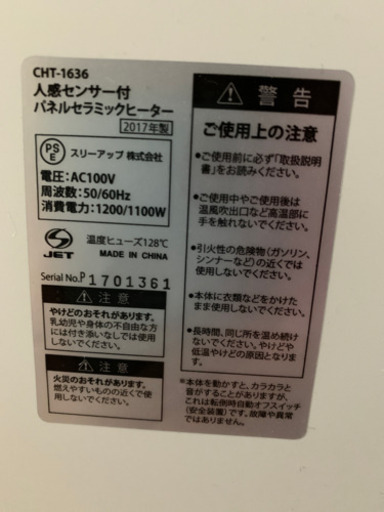 CHT-1636
人感センサー付
パネルセラミックヒーター
2017年製
PS
E
スリーアップ 株式会社
電圧:AC100V
周波数:50/60Hz
消費電力:1200/1100W
S
JET
温度ヒューズ128℃
MADE IN CHINA
Serial No.P1701361
注意
やけどのおそれがあります。
乳幼児や身体の不自由な方
には付き添いなしでは使用
しないでください。
注意
火災のおそれがあります。
燃えやすいものの近くで使
用しないでください。
警告
ご使用上の注意
●ご使用前に必ず「取扱説明
書」をお読みください。
●ご使用中やご使用後は
温風吹出口など高温部に
手を触れないでください。
●引火性の危険物(ガソリン、
シンナーなど)の近くでは
使用しないでください。
●本体に衣類などをかけた
まま使用しないでください。
●長時間、同じ所を温め続け
ないでください。やけどや
低温やけどの原因となりま
す。
※本体を動かすと、カラカラと
音がすることがありますが、
これは転倒時自動オフスイッチ
(安全装置)です。故障や異常
ではありません。